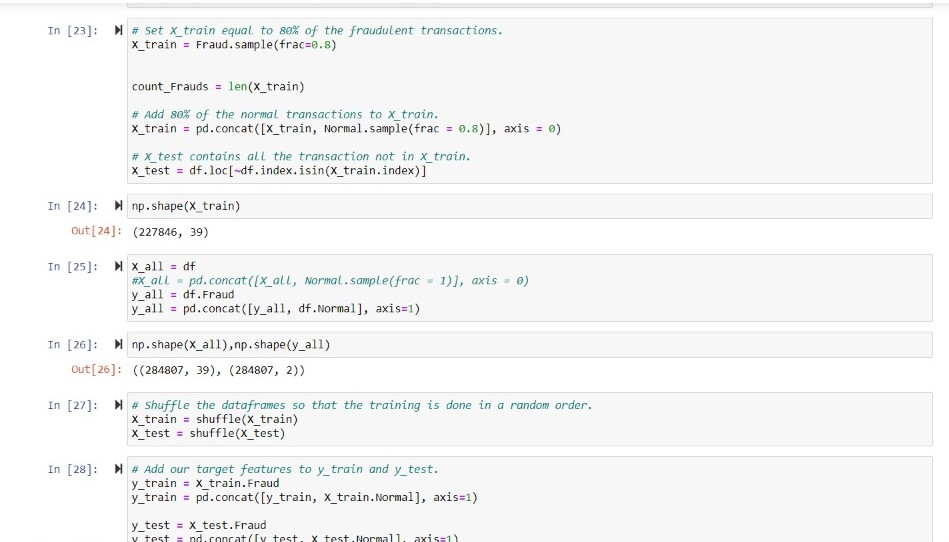 In [23]: # Set X_train equal to 80% of the fraudulent transactions.
X_train = Fraud.sample(frac=0.8)
count_Frauds = len(X_train)
# Add 80% of the normal transactions to X_train.
X_train = pd.concat([X_train, Normal.sample(frac = 0.8)], axis = 0)
# X_test contains all the transaction not in X_train.
X_test = df.loc[~df.index.isin(X_train.index)]
In [24]: np.shape(X_train)
Out[24]: (227846, 39)
In [25]: X_all = df
#X_all = pd.concat([X_all, Normal.sample(frac = 1)], axis = 0)
y_all = df.Fraud
y_all = pd.concat([y_all, df.Normal], axis=1)
In [26]: np.shape(X_all),np.shape(y_all)
Out[26]: ((284807, 39), (284807, 2))
In [27]: # Shuffle the dataframes so that the training is done in a random order.
X_train = shuffle(X_train)
X_test = shuffle(X_test)
In [28]: # Add our target features to y_train and y_test.
y_train = X_train.Fraud
y_train = pd.concat([y_train, X_train.Normal], axis=1)
y_test = X_test.Fraud
y_test = pd.concat([y_test, X_test.Normal], axis=1)